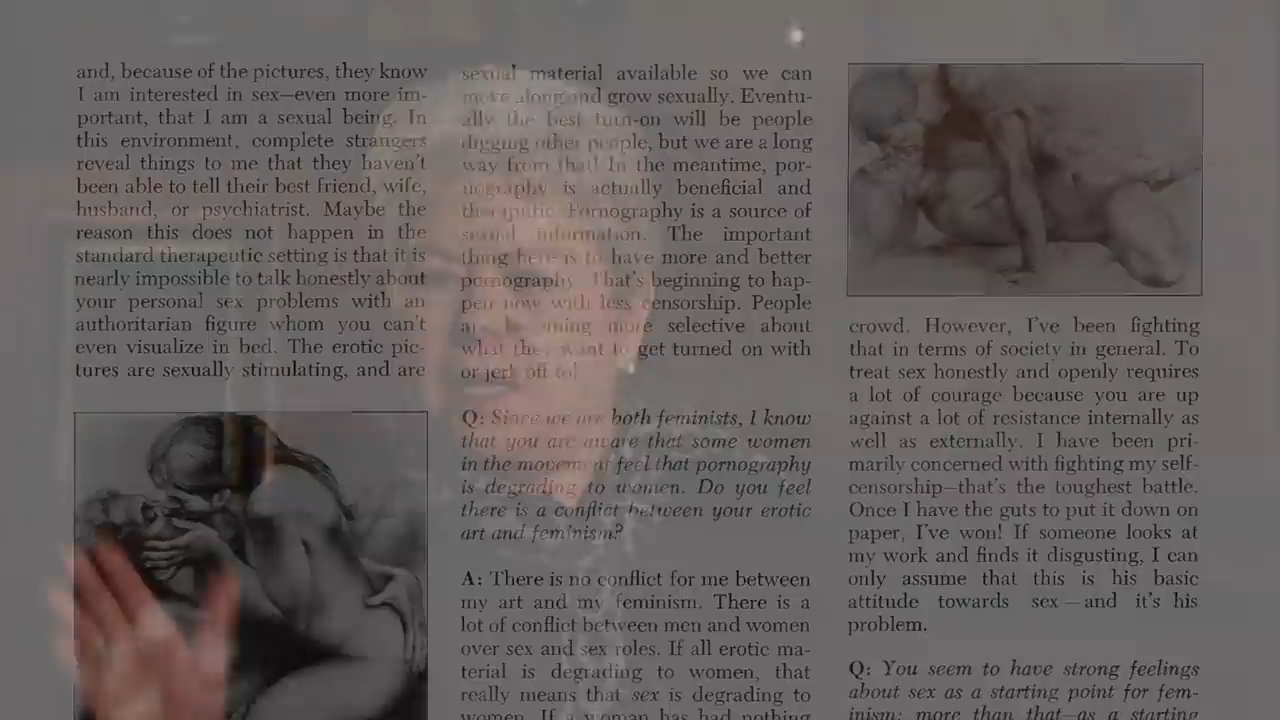 and, because of the pictures, they know
I am interested in sex—even more im-
portant, that I am a sexual being. In
this environment, complete strangers
reveal things to me that they haven't
been able to tell their best friend, wife,
husband, or psychiatrist. Maybe the
reason this does not happen in the
standard therapeutic setting is that it is
nearly impossible to talk honestly about
your personal sex problems with an
authoritarian figure whom you can't
even visualize in bed. The erotic pic-
tures are sexually stimulating, and are
sexual material available so we can
move along and grow sexually. Eventu-
ally the best turn-on will be people
digging other people, but we are a long
way from that! In the meantime, por-
nography is actually beneficial and
therapeutic. Pornography is a source of
sexual information. The important
thing here is to have more and better
pornography. That's beginning to hap-
pen now with less censorship. People
are becoming more selective about
what they want to get turned on with
or jerk off to!
Q: Since we are both feminists, I know
that you are aware that some women
in the movement feel that pornography
is degrading to women. Do you feel
there is a conflict between your erotic
art and feminism?
A: There is no conflict for me between
my art and my feminism. There is a
lot of conflict between men and women
over sex and sex roles. If all erotic ma-
terial is degrading to women, that
really means that sex is degrading to
women. If a woman has had nothing
crowd. However, I've been fighting
that in terms of society in general. To
treat sex honestly and openly requires
a lot of courage because you are up
against a lot of resistance internally as
well as externally. I have been pri-
marily concerned with fighting my self-
censorship—that's the toughest battle.
Once I have the guts to put it down on
paper, I've won! If someone looks at
my work and finds it disgusting, I can
only assume that this is his basic
attitude towards sex—and it's his
problem.
Q: You seem to have strong feelings
about sex as a starting point for fem-
inism; more than that—as a starting